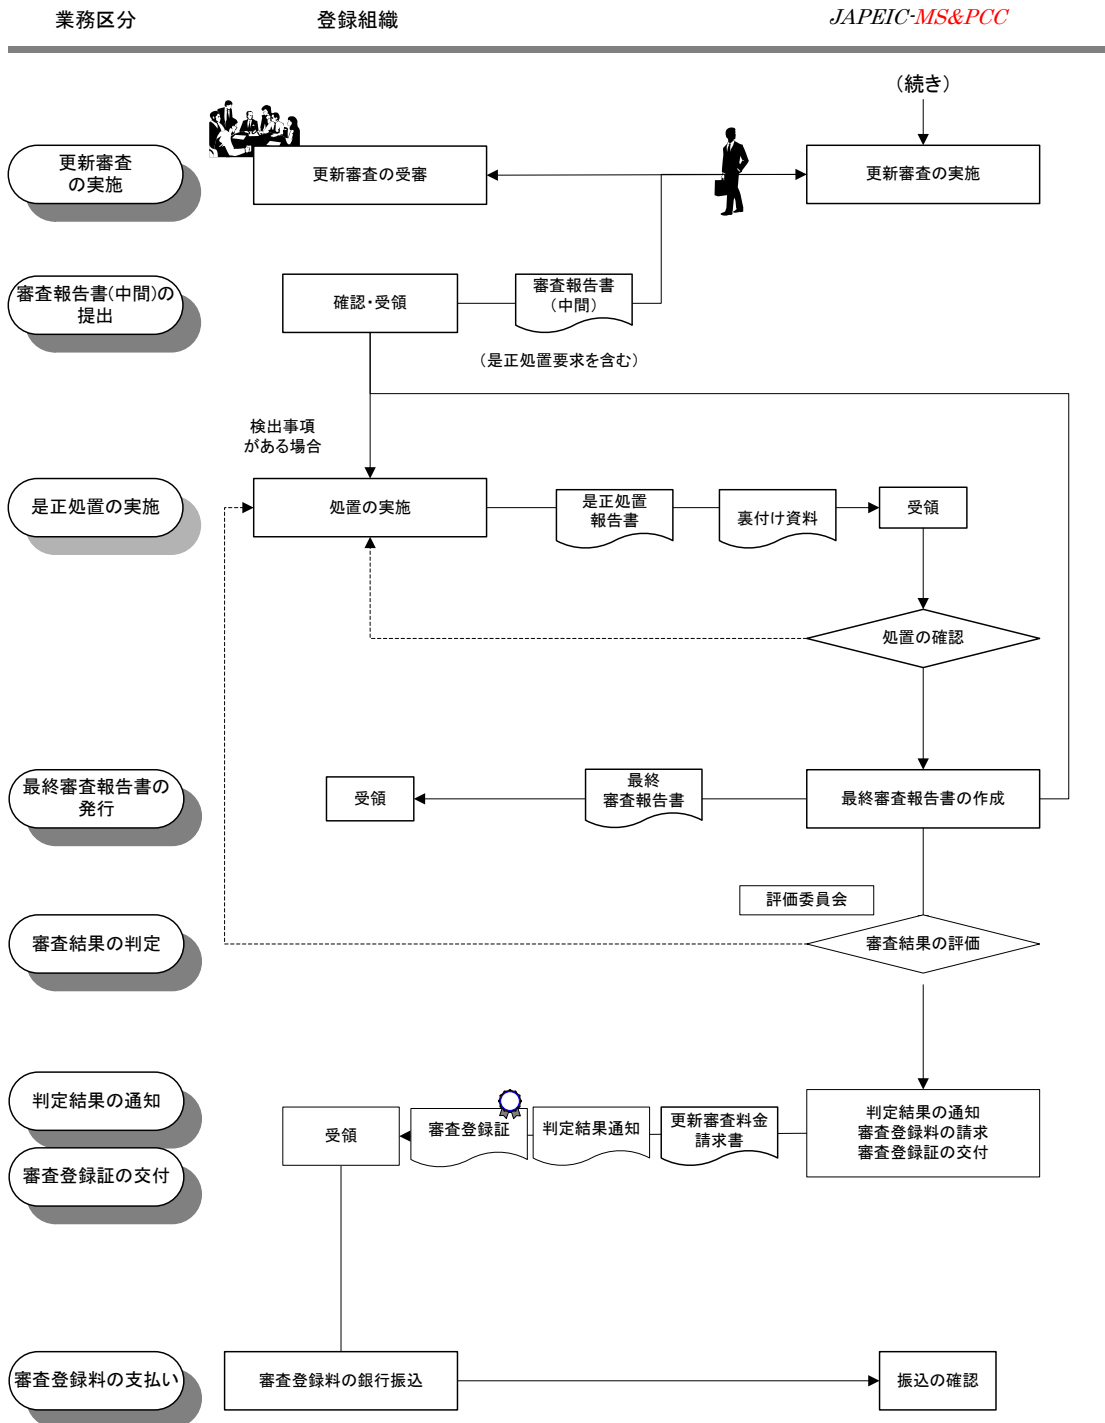 業務区分
登録組織
JAPEIC-MS&PCC
(続き)
更新審査
の実施
更新審査の受審
更新審査の実施
審査報告書(中間)の
提出
確認・受領
審査報告書
(中間)
(是正処置要求を含む)
検出事項
がある場合
是正処置の実施
処置の実施
是正処置
報告書
裏付け資料
受領
処置の確認
最終審査報告書の
発行
受領
最終
審査報告書
最終審査報告書の作成
評価委員会
審査結果の判定
審査結果の評価
判定結果の通知
受領
審査登録証
判定結果通知
更新審査料金
請求書
判定結果の通知
審査登録料の請求
審査登録証の交付
審査登録証の交付
審査登録料の支払い
審査登録料の銀行振込
振込の確認